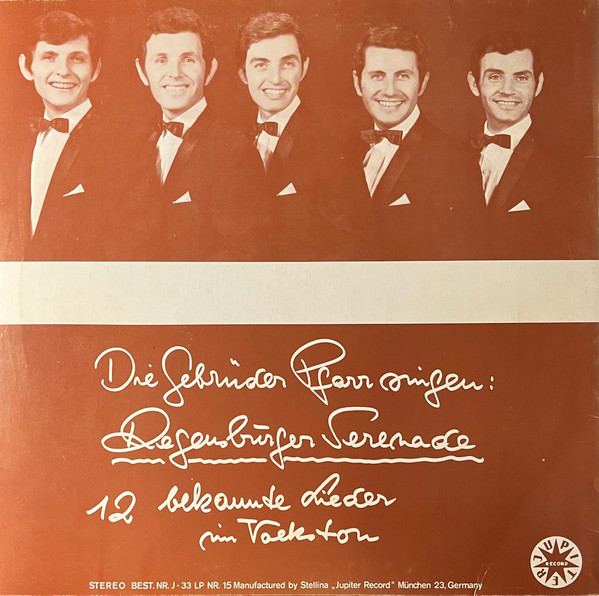 Die Gebrüder Pfarr singen:
Regensburger Serenade
12 bekannte Lieder
im Volkston
JUPITER
RECORD
STEREO BEST. NR. J - 33 LP NR. 15 Manufactured by Stellina „Jupiter Record" München 23, Germany